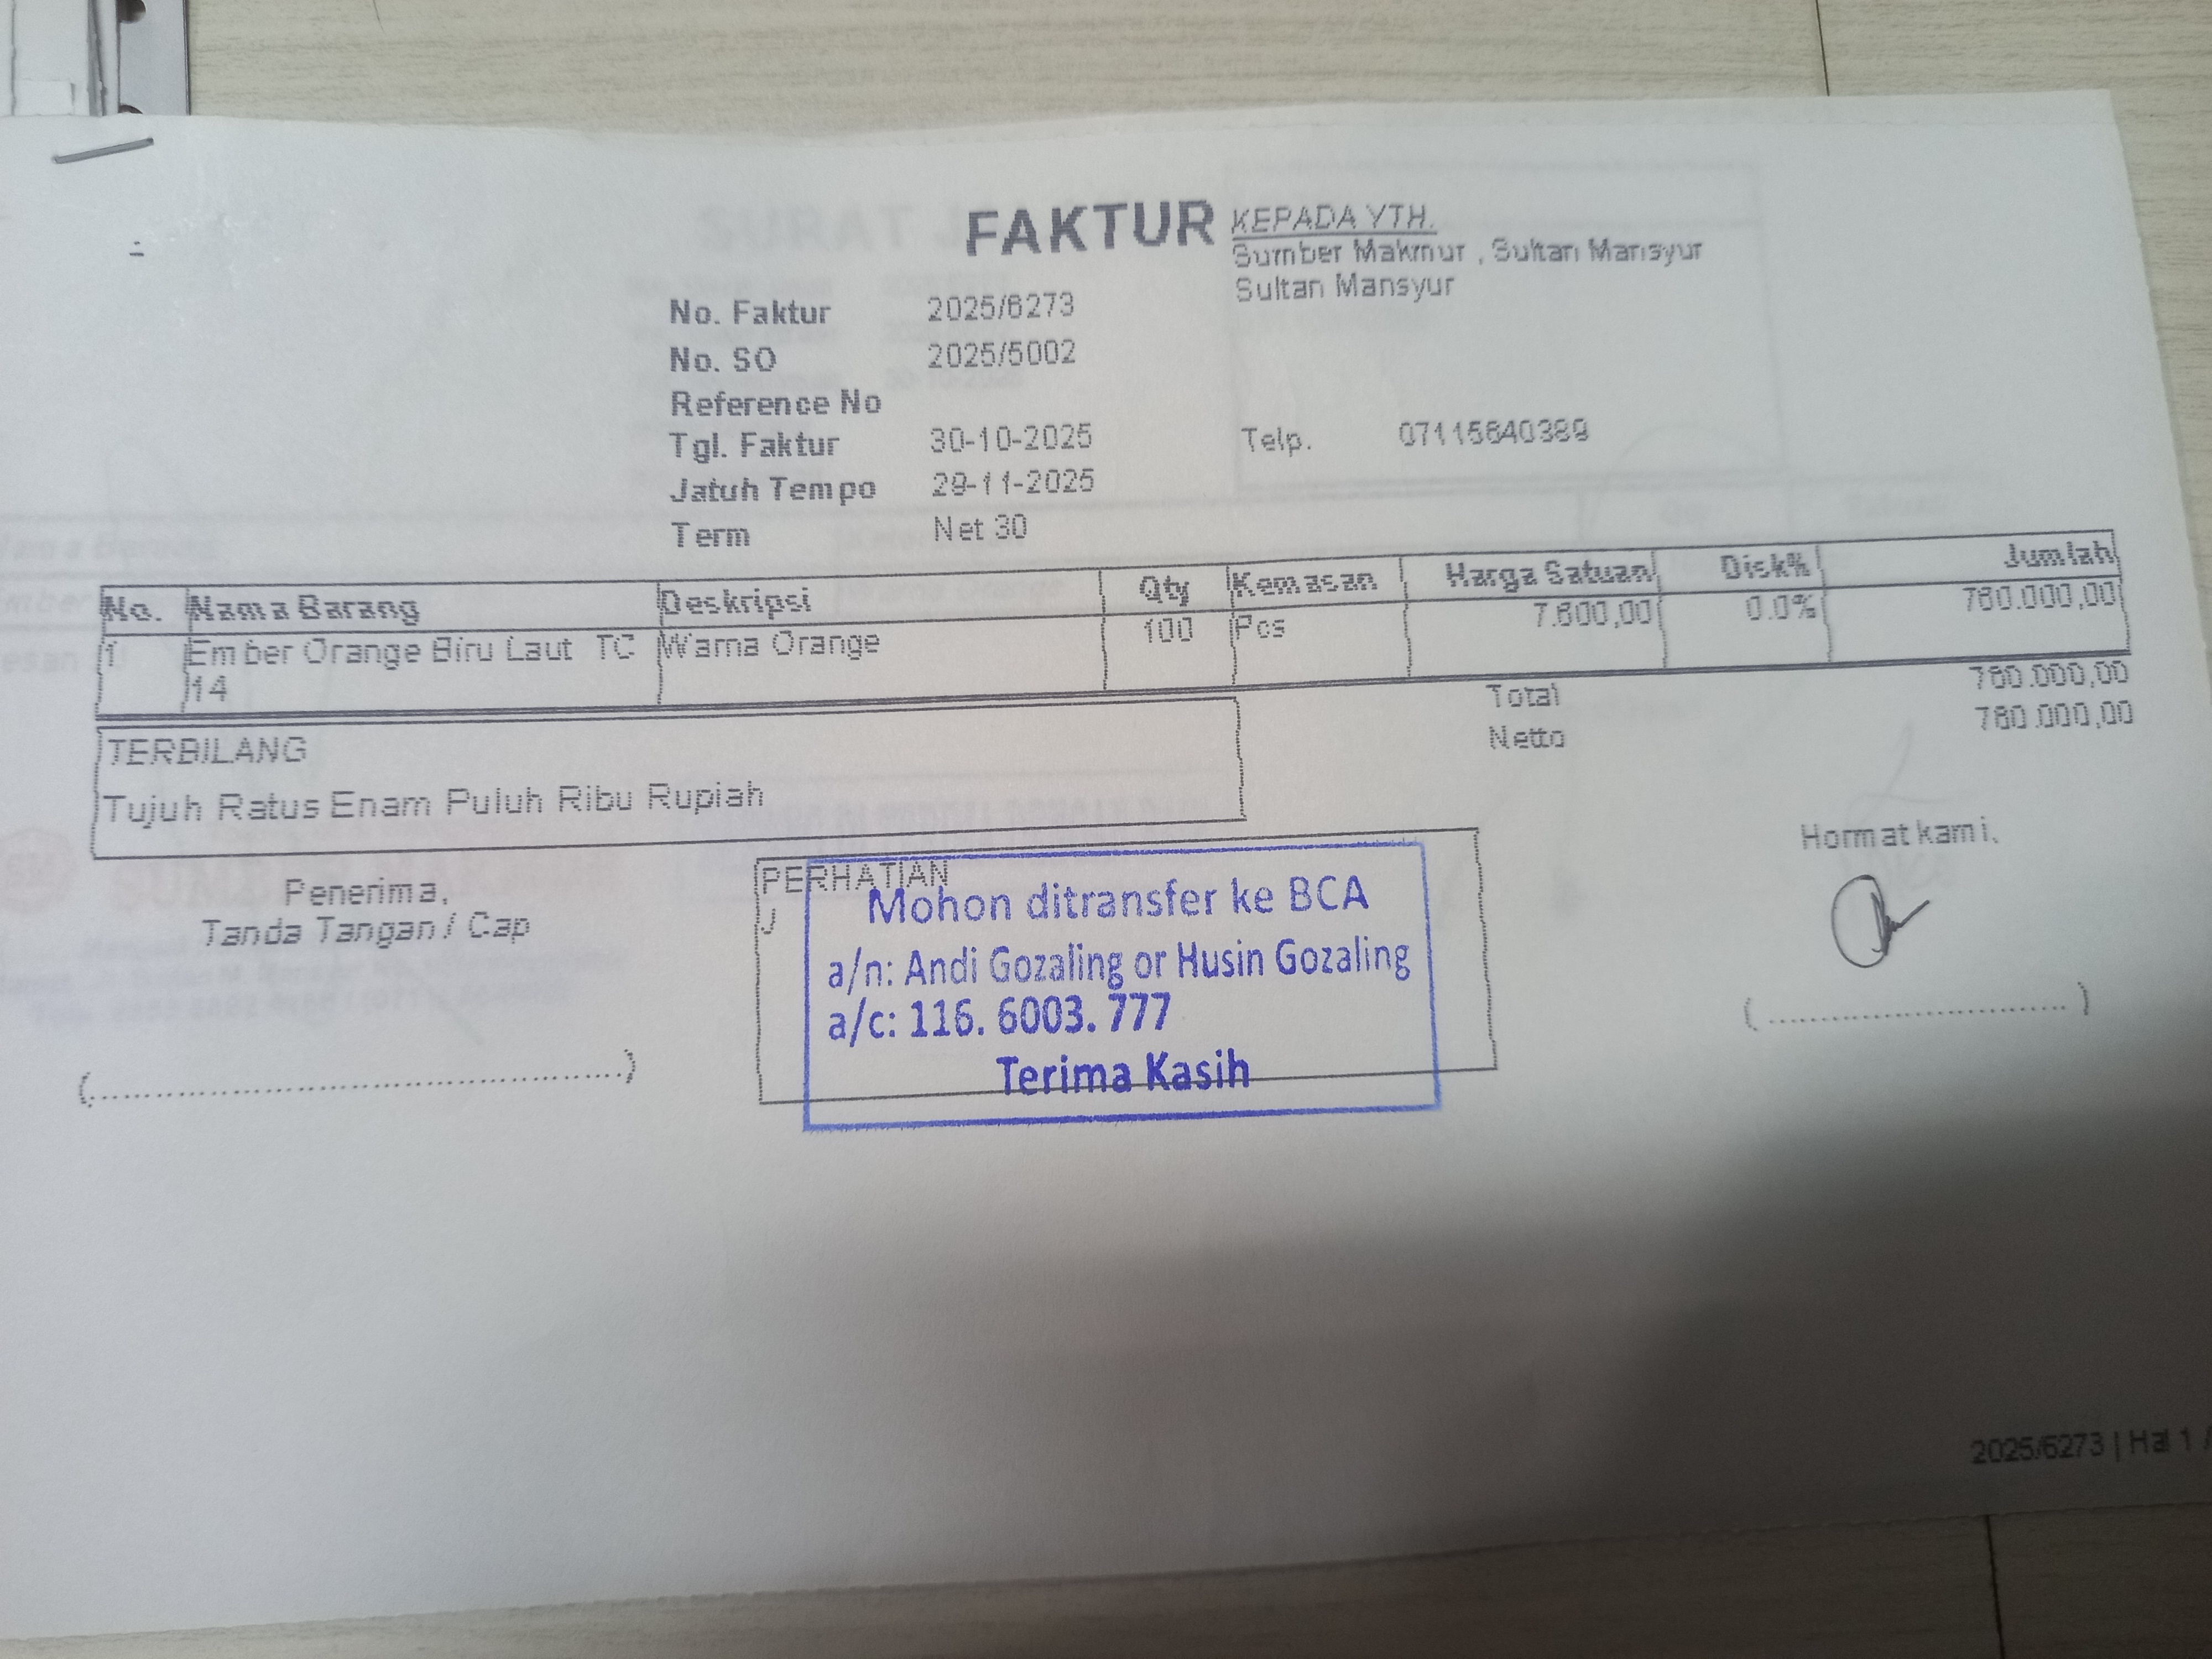 FAKTUR
KEPADA YTH.
Sumber Makmur , Sultan Mansyur
Sultan Mansyur
No. Faktur 2025/6273
No. SO 2025/5002
Reference No
Tgl. Faktur 30-10-2025
Telp. 07115640389
Jatuh Tempo 29-11-2025
Term Net 30
No. Nama Barang Deskripsi Qty Kemasan Harga Satuan Disk% Jumlah
1 Ember Orange Biru Laut TC Warna Orange 100 Pcs 7.600,00 0.0% 760.000,00
14
Total 760.000,00
Netto 760.000,00
TERBILANG
Tujuh Ratus Enam Puluh Ribu Rupiah
Penerima,
Tanda Tangan / Cap
(..................................................)
PERHATIAN
J
Mohon ditransfer ke BCA
a/n: Andi Gozaling or Husin Gozaling
a/c: 116. 6003. 777
Terima Kasih
Hormat kami,
( .............................. )
2025/6273 | Hal 1 /